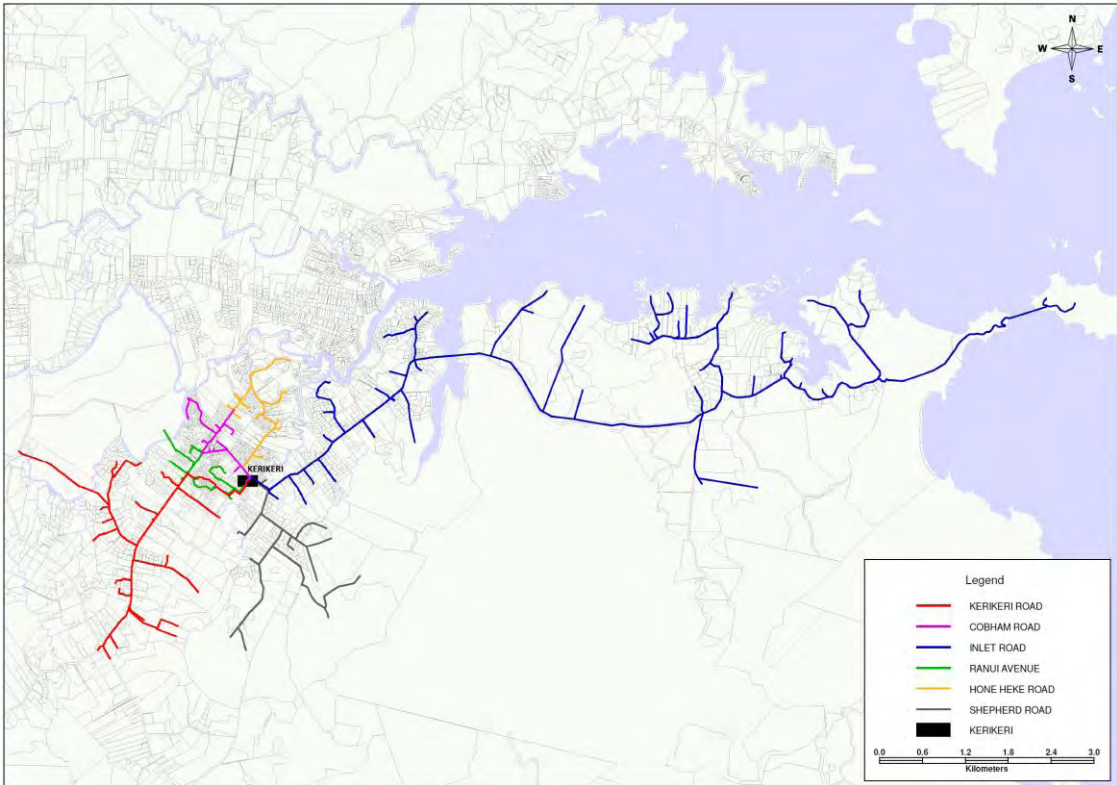 N
W E
S
KERIKERI
Legend
KERIKERI ROAD
COBHAM ROAD
INLET ROAD
RANUI AVENUE
HONE HEKE ROAD
SHEPHERD ROAD
KERIKERI
0.0 0.6 1.2 1.8 2.4 3.0
Kilometers